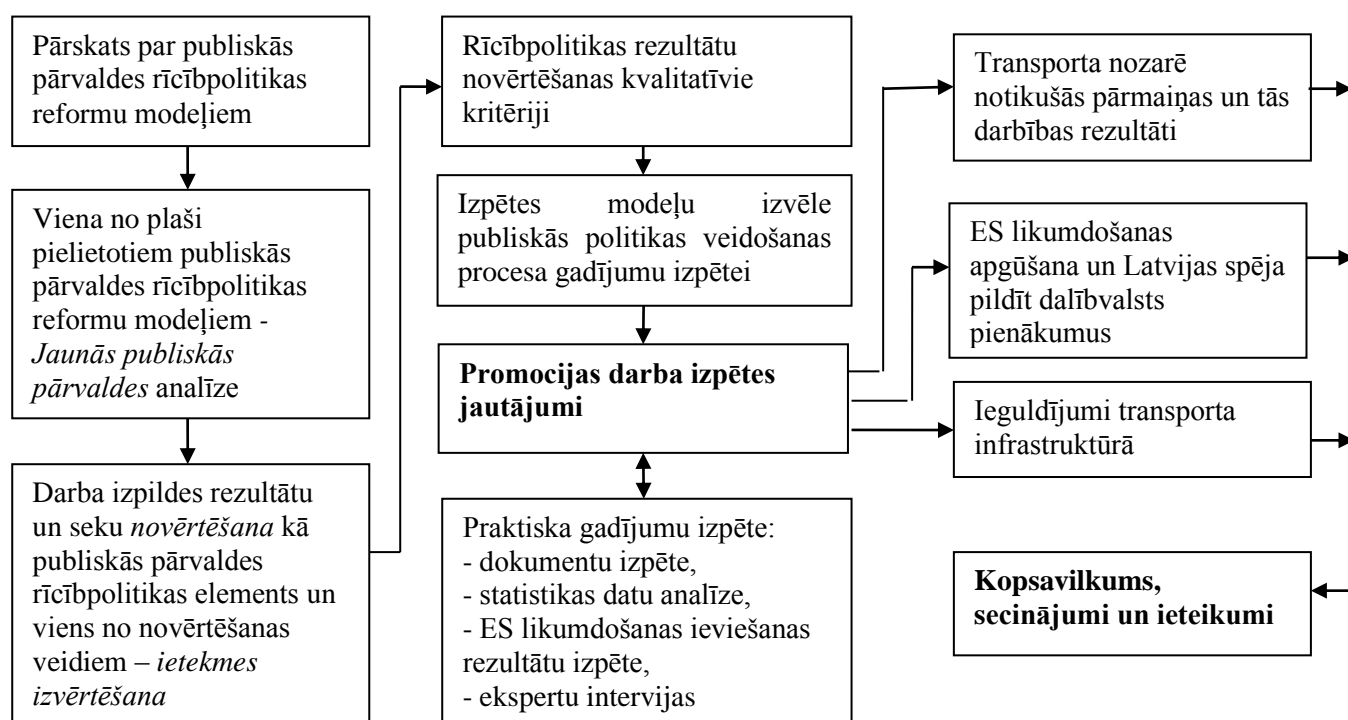 Pārskats par publiskās
pārvaldes rīcībpolitikas
reformu modeļiem
Viena no plaši
pielietotiem publiskās
pārvaldes rīcībpolitikas
reformu modeļiem -
Jaunās publiskās
pārvaldes analīze
Darba izpildes rezultātu
un seku novērtēšana kā
publiskās pārvaldes
rīcībpolitikas elements un
viens no novērtēšanas
veidiem – ietekmes
izvērtēšana
Rīcībpolitikas rezultātu
novērtēšanas kvalitatīvie
kritēriji
Izpētes modeļu izvēle
publiskās politikas veidošanas
procesa gadījumu izpētei
Promocijas darba izpētes
jautājumi
Praktiska gadījumu izpēte:
- dokumentu izpēte,
- statistikas datu analīze,
- ES likumdošanas ieviešanas
rezultātu izpēte,
- ekspertu intervijas
Transporta nozarē
notikušās pārmaiņas un tās
darbības rezultāti
ES likumdošanas
apgūšana un Latvijas spēja
pildīt dalībvalsts
pienākumus
Ieguldījumi transporta
infrastruktūrā
Kopsavilkums,
secinājumi un ieteikumi